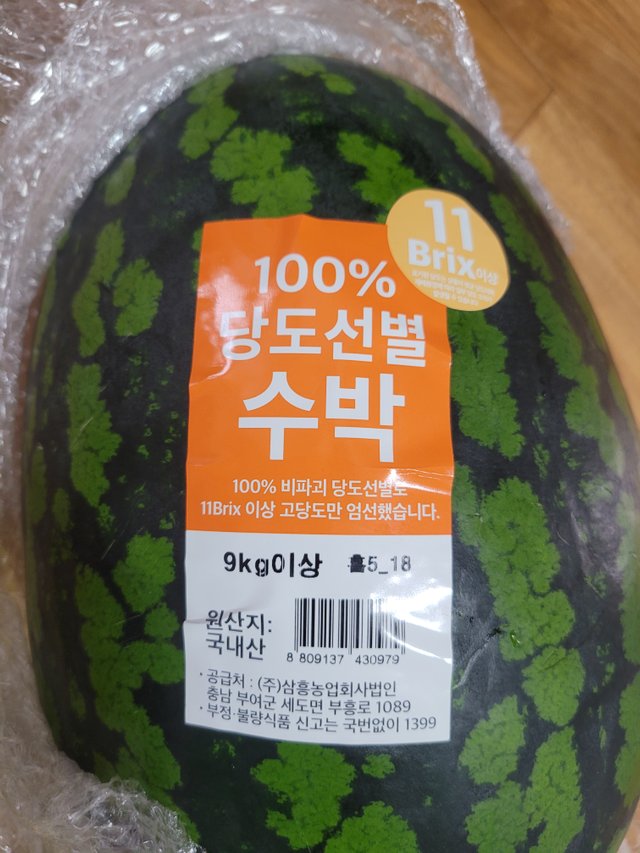 11
Brix이상
100%
당도선별
수박
100% 비파괴 당도선별로
11Brix 이상 고당도만 엄선했습니다.
9kg이상 5_18
원산지:
국내산
8 809137 430979
· 공급처 : (주)삼흥농업회사법인
충남 부여군 세도면 부흥로 1089
· 부정·불량식품 신고는 국번없이 1399